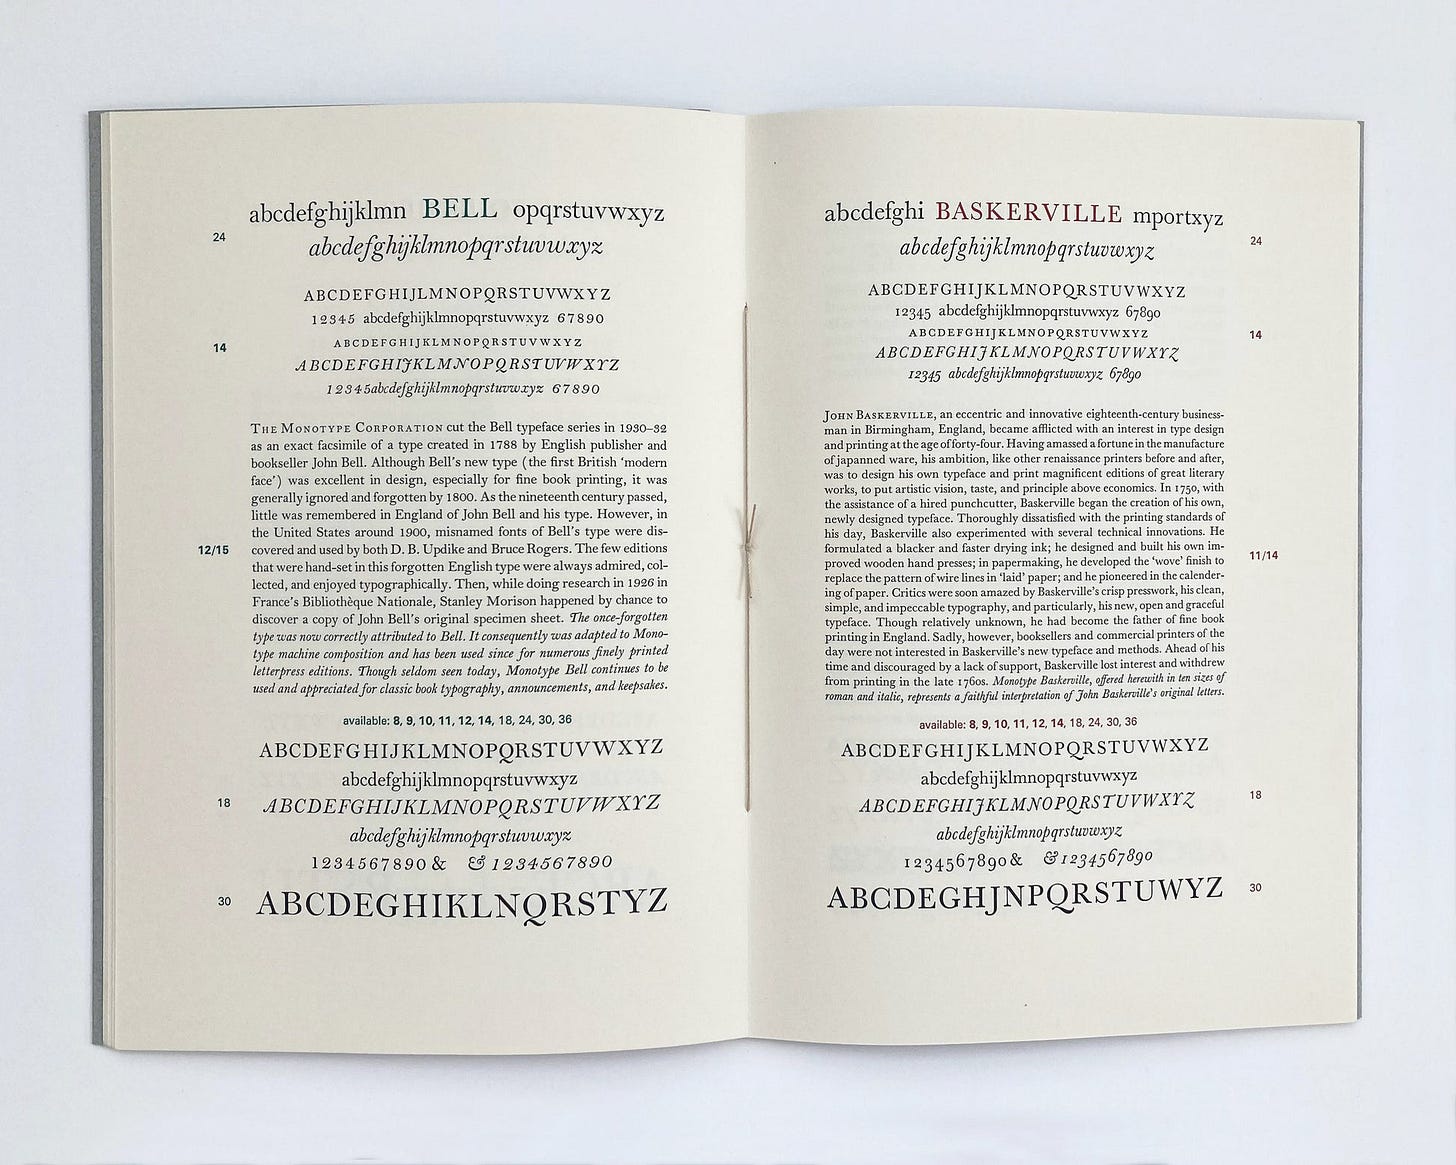 abcdefghijklmn BELL opqrstuvwxyz
24
abcdefghijklmnopqrstuvwxyz
ABCDEFGHIJLMNOPQRSTUVWXYZ
12345 abcdefghijklmnopqrstuvwxyz 67890
14
ABCDEFGHIJKLMNOPQRSTUVWXYZ
ABCDEFGHIJKLMNOPQRSTUVWXYZ
12345abcdefghijklmnopqrstuvwxyz 67890
THE MONOTYPE CORPORATION cut the Bell typeface series in 1930–32
as an exact facsimile of a type created in 1788 by English publisher and
bookseller John Bell. Although Bell's new type (the first British ‘modern
face’) was excellent in design, especially for fine book printing, it was
generally ignored and forgotten by 1800. As the nineteenth century passed,
little was remembered in England of John Bell and his type. However, in
the United States around 1900, misnamed fonts of Bell's type were dis-
12/15
covered and used by both D. B. Updike and Bruce Rogers. The few editions
that were hand-set in this forgotten English type were always admired, col-
lected, and enjoyed typographically. Then, while doing research in 1926 in
France's Bibliothèque Nationale, Stanley Morison happened by chance to
discover a copy of John Bell's original specimen sheet. The once-forgotten
type was now correctly attributed to Bell. It consequently was adapted to Mono-
type machine composition and has been used since for numerous finely printed
letterpress editions. Though seldom seen today, Monotype Bell continues to be
used and appreciated for classic book typography, announcements, and keepsakes.
available: 8, 9, 10, 11, 12, 14, 18, 24, 30, 36
ABCDEFGHIJKLMNOPQRSTUVWXYZ
abcdefghijklmnopqrstuvwxyz
18
ABCDEFGHIJKLMNOPQRSTUVWXYZ
abcdefghijklmnopqrstuvwxyz
1234567890 & & 1234567890
30
ABCDEGHIKLNQRSTYZ
abcdefghi BASKERVILLE mportxyz
24
abcdefghijklmnopqrstuvwxyz
ABCDEFGHIJKLMNOPQRSTUVWXYZ
12345 abcdefghijklmnopqrstuvwxyz 67890
ABCDEFGHIJKLMNOPQRSTUVWXYZ
14
ABCDEFGHIJKLMNOPQRSTUVWXYZ
12345 abcdefghijklmnopqrstuvwxyz 67890
JOHN BASKERVILLE, an eccentric and innovative eighteenth-century business-
man in Birmingham, England, became afflicted with an interest in type design
and printing at the age of forty-four. Having amassed a fortune in the manufacture
of japanned ware, his ambition, like other renaissance printers before and after,
was to design his own typeface and print magnificent editions of great literary
works, to put artistic vision, taste, and principle above economics. In 1750, with
the assistance of a hired punchcutter, Baskerville began the creation of his own,
newly designed typeface. Thoroughly dissatisfied with the printing standards of
his day, Baskerville also experimented with several technical innovations. He
formulated a blacker and faster drying ink; he designed and built his own im-
11/14
proved wooden hand presses; in papermaking, he developed the ‘wove’ finish to
replace the pattern of wire lines in ‘laid’ paper; and he pioneered in the calender-
ing of paper. Critics were soon amazed by Baskerville's crisp presswork, his clean,
simple, and impeccable typography, and particularly, his new, open and graceful
typeface. Though relatively unknown, he had become the father of fine book
printing in England. Sadly, however, booksellers and commercial printers of the
day were not interested in Baskerville's new typeface and methods. Ahead of his
time and discouraged by a lack of support, Baskerville lost interest and withdrew
from printing in the late 1760s. Monotype Baskerville, offered herewith in ten sizes of
roman and italic, represents a faithful interpretation of John Baskerville's original letters.
available: 8, 9, 10, 11, 12, 14, 18, 24, 30, 36
ABCDEFGHIJKLMNOPQRSTUVWXYZ
abcdefghijklmnopqrstuvwxyz
18
ABCDEFGHIJKLMNOPQRSTUVWXYZ
abcdefghijklmnopqrstuvwxyz
1234567890 & & 1234567890
30
ABCDEGHJNPQRSTUWYZ